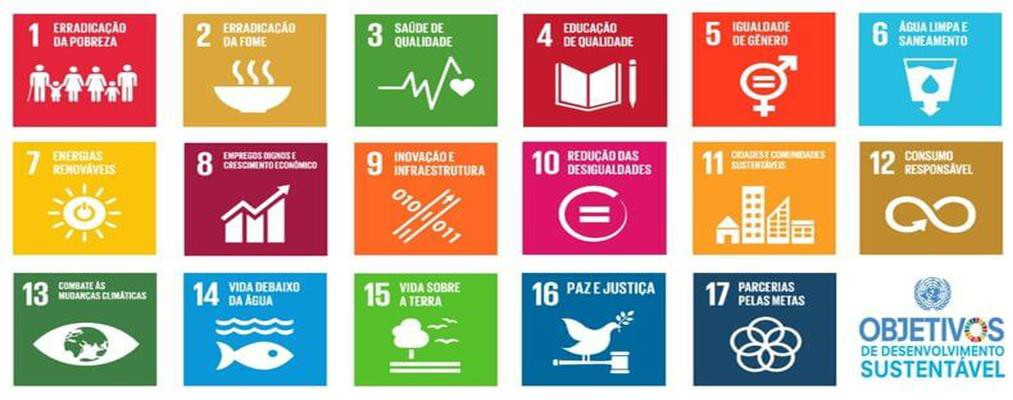 1 ERRADICAÇÃO
DA POBREZA
2 ERRADICAÇÃO
DA FOME
3 SAÚDE DE
QUALIDADE
4 EDUCAÇÃO
DE QUALIDADE
5 IGUALDADE
DE GÊNERO
6 ÁGUA LIMPA E
SANEAMENTO
7 ENERGIAS
RENOVÁVEIS
8 EMPREGOS DIGNOS E
CRESCIMENTO ECONÔMICO
9 INOVAÇÃO E
INFRAESTRUTURA
010
011
10 REDUÇÃO DAS
DESIGUALDADES
11 CIDADES E COMUNIDADES
SUSTENTÁVEIS
12 CONSUMO
RESPONSÁVEL
13 COMBATE ÀS
MUDANÇAS CLIMÁTICAS
14 VIDA DEBAIXO
DA ÁGUA
15 VIDA SOBRE
A TERRA
16 PAZ E JUSTIÇA
17 PARCERIAS
PELAS METAS
OBJETIVOS
DE DESENVOLVIMENTO
SUSTENTÁVEL